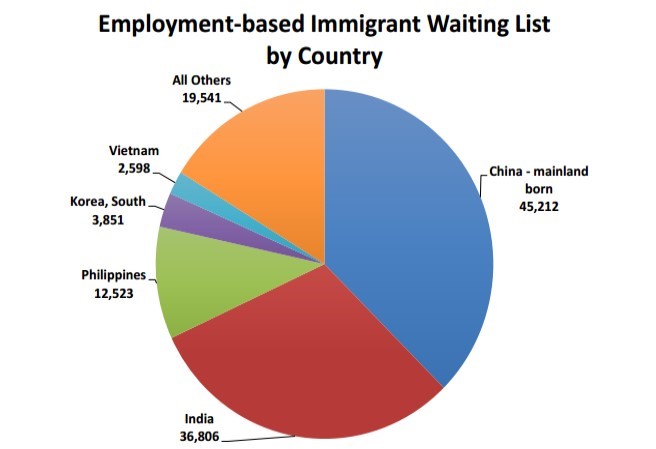 Employment-based Immigrant Waiting List
by Country
All Others
19,541
Vietnam
2,598
China - mainland
born
45,212
Korea, South
3,851
Philippines
12,523
India
36,806